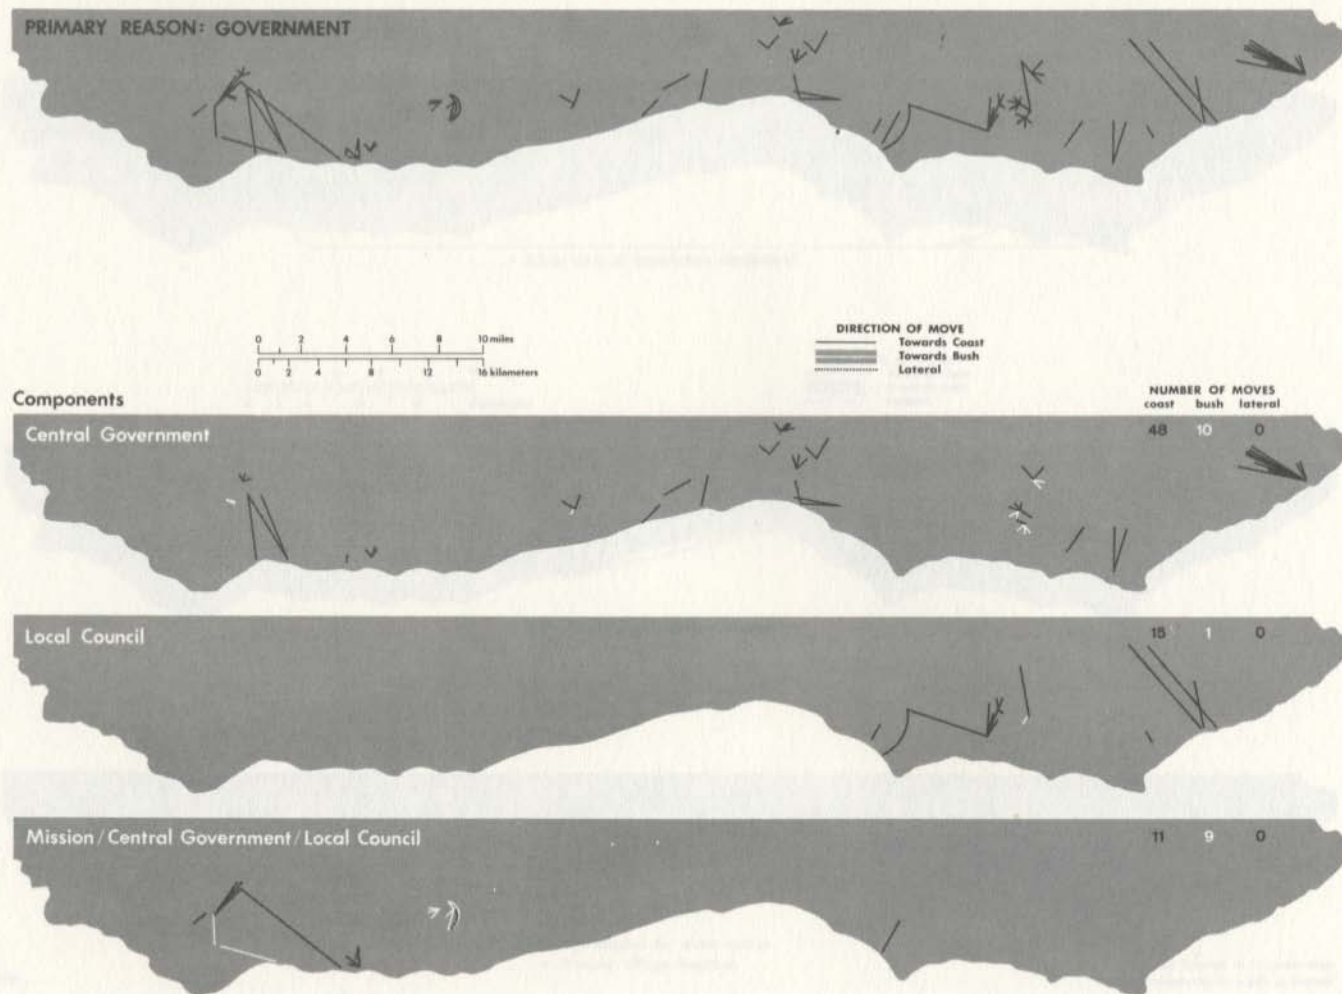 PRIMARY REASON: GOVERNMENT
0 2 4 6 8 10 miles
0 2 4 8 12 16 kilometers
DIRECTION OF MOVE
Towards Coast
Towards Bush
Lateral
Components
NUMBER OF MOVES
coast bush lateral
Central Government 48 10 0
Local Council 15 1 0
Mission/Central Government/Local Council 11 9 0